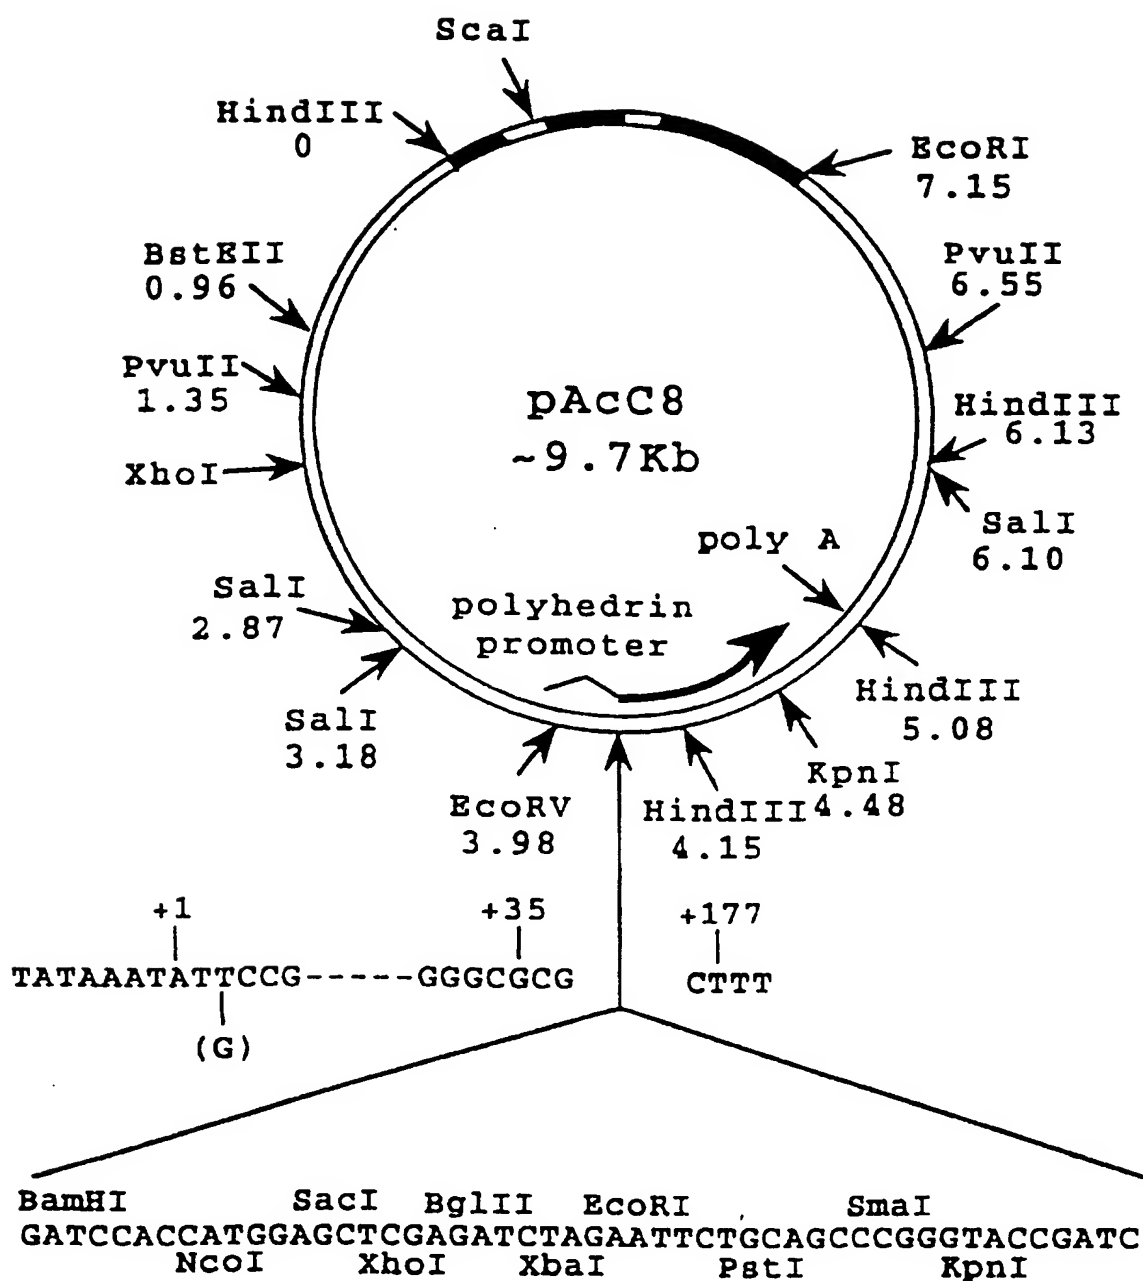 ScaI
HindIII
0
EcoRI
7.15
BstEII
0.96
PvuII
6.55
PvuII
1.35
pAcC8
~9.7Kb
HindIII
6.13
XhoI
SalI
6.10
poly A
SalI
2.87
polyhedrin
promoter
HindIII
5.08
SalI
3.18
KpnI
4.48
EcoRV
3.98
HindIII
4.15
+1
+35
+177
TATAAATATTCCG-----GGGCGCG
CTTT
(G)
BamHI SacI BglII EcoRI SmaI
GATCCACCATGGAGCTCGAGATCTAGAATTCTGCAGCCCGGGTACCGATC
NcoI XhoI XbaI PstI KpnI